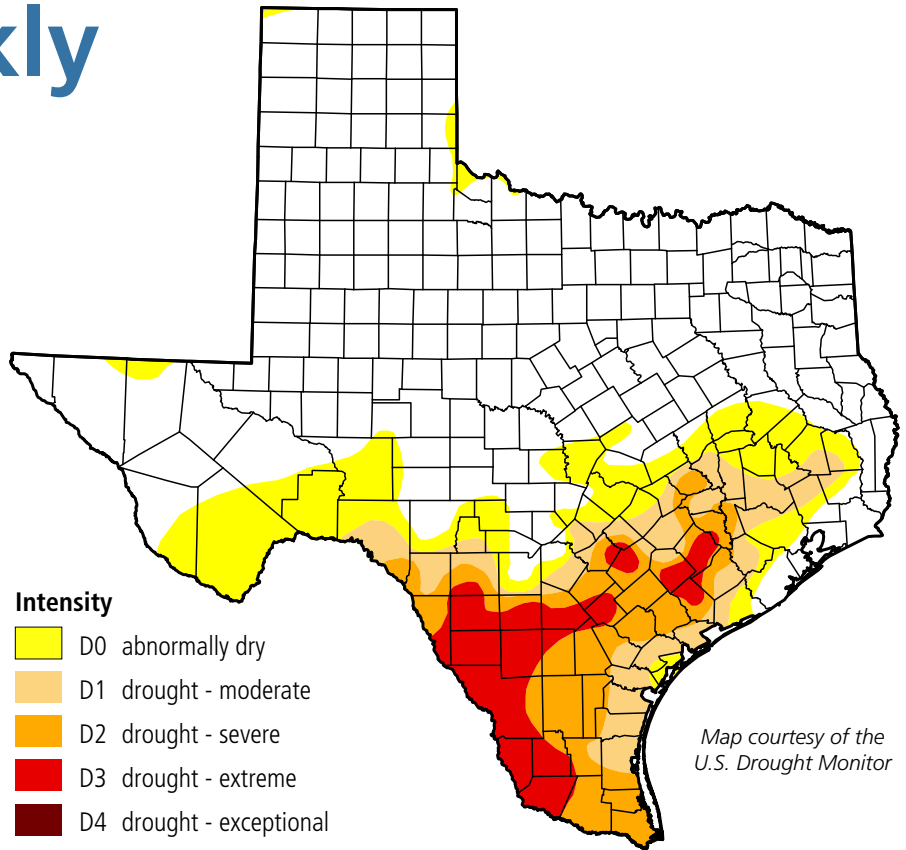 kly
Intensity
D0 abnormally dry
D1 drought - moderate
D2 drought - severe
D3 drought - extreme
D4 drought - exceptional
Map courtesy of the
U.S. Drought Monitor